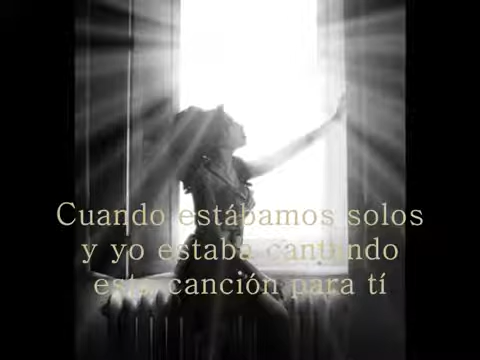 Cuando estábamos solos
y yo estaba cantando
esta canción para tí